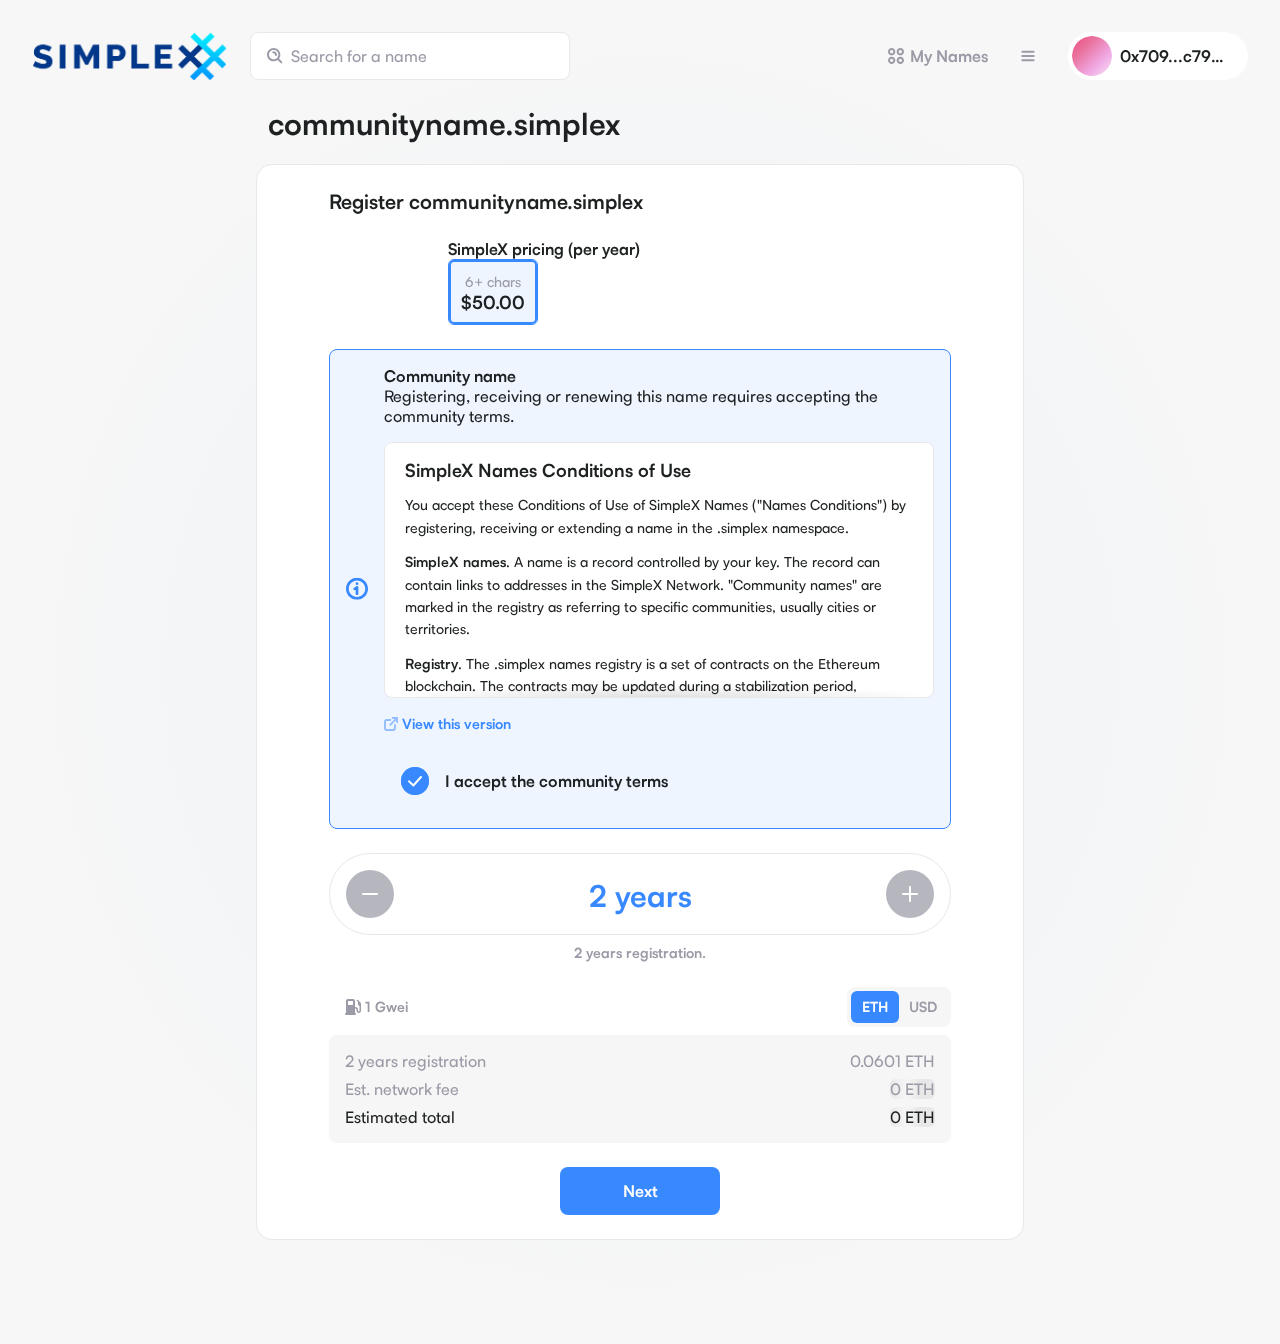 SIMPLEX
Search for a name
My Names
0x709...c79...
communityname.simplex
Register communityname.simplex
SimpleX pricing (per year)
6+ chars
$50.00
Community name
Registering, receiving or renewing this name requires accepting the
community terms.
SimpleX Names Conditions of Use
You accept these Conditions of Use of SimpleX Names ("Names Conditions") by
registering, receiving or extending a name in the .simplex namespace.
SimpleX names. A name is a record controlled by your key. The record can
contain links to addresses in the SimpleX Network. "Community names" are
marked in the registry as referring to specific communities, usually cities or
territories.
Registry. The .simplex names registry is a set of contracts on the Ethereum
blockchain. The contracts may be updated during a stabilization period,
View this version
I accept the community terms
2 years
2 years registration.
1 Gwei
ETH
USD
2 years registration
0.0601 ETH
Est. network fee
0 ETH
Estimated total
0 ETH
Next